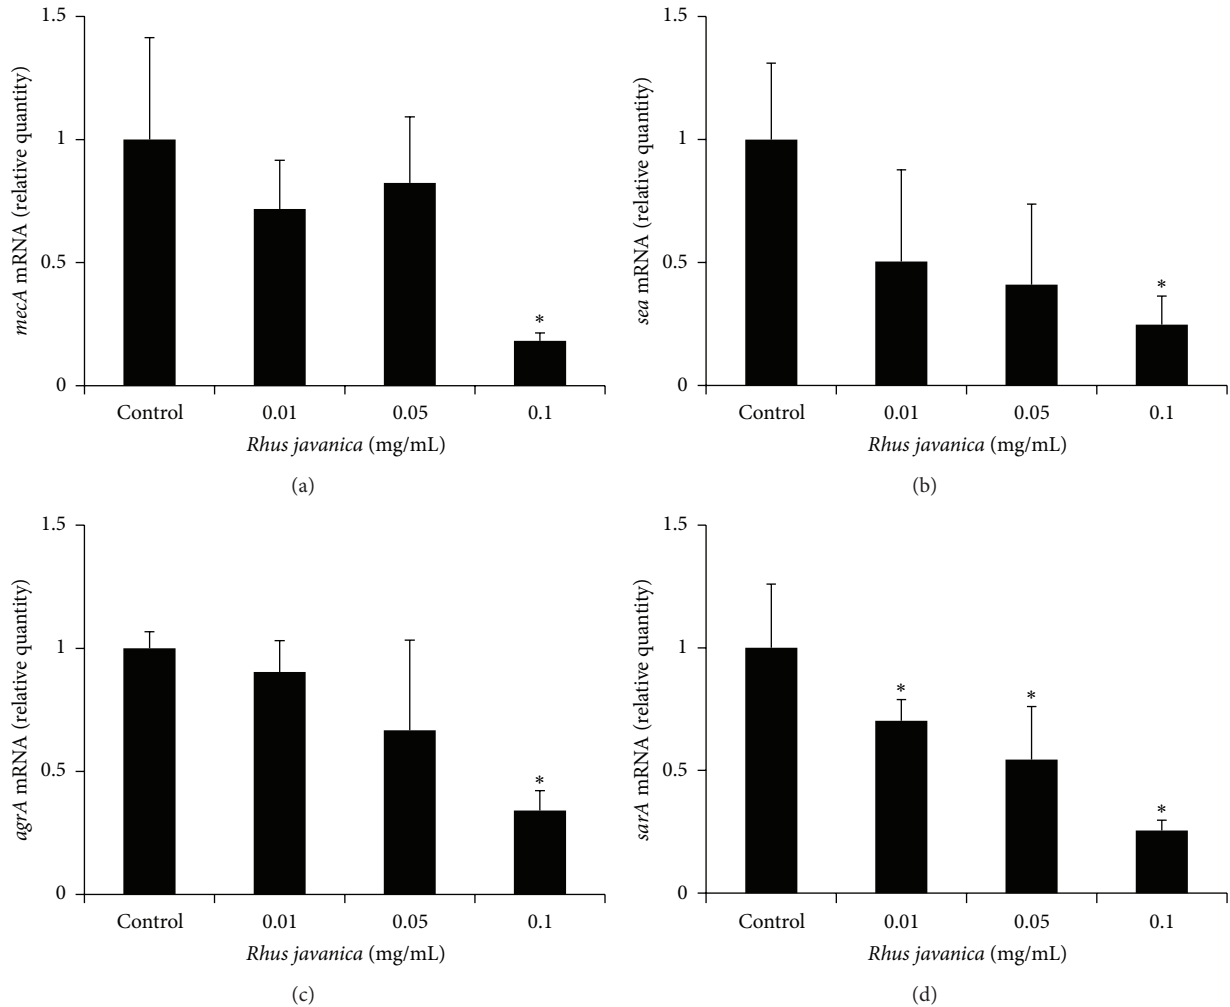 1.5
1
0.5
0
mecA mRNA (relative quantity)
*
Control 0.01 0.05 0.1
Rhus javanica (mg/mL)
(a)
1.5
1
0.5
0
sea mRNA (relative quantity)
*
Control 0.01 0.05 0.1
Rhus javanica (mg/mL)
(b)
1.5
1
0.5
0
agrA mRNA (relative quantity)
*
Control 0.01 0.05 0.1
Rhus javanica (mg/mL)
(c)
1.5
1
0.5
0
sarA mRNA (relative quantity)
* * *
Control 0.01 0.05 0.1
Rhus javanica (mg/mL)
(d)